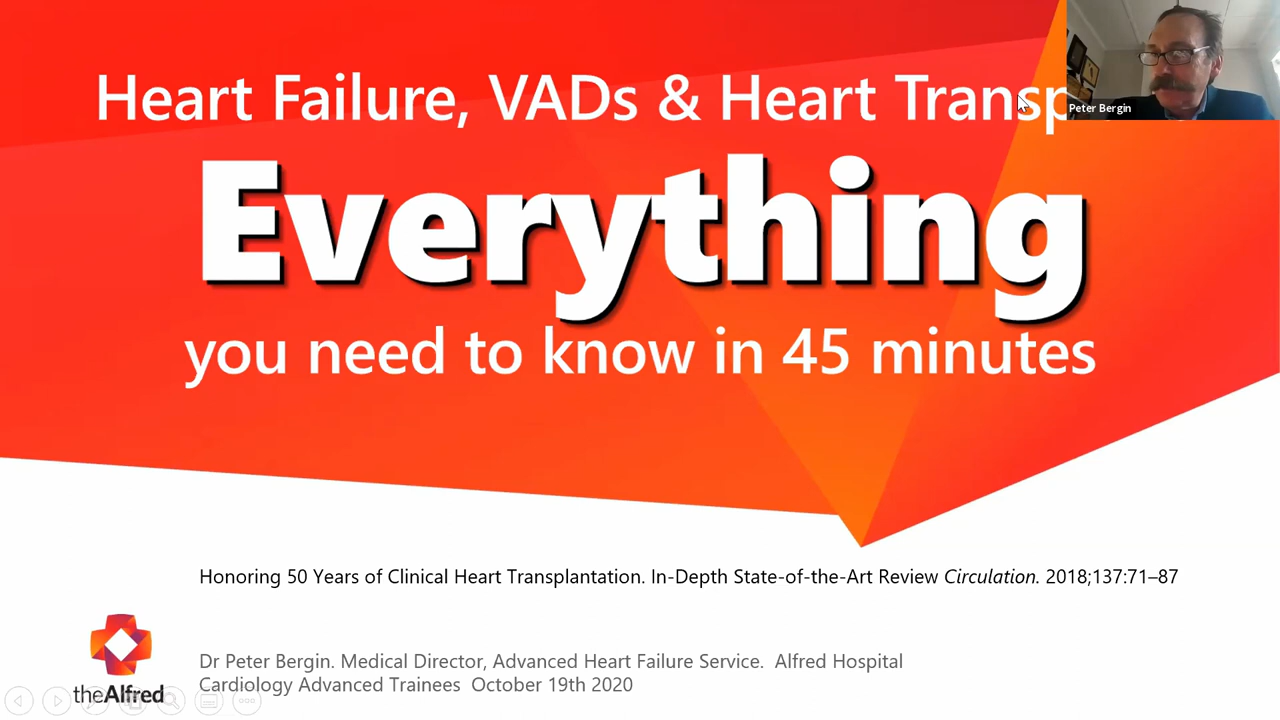 Heart Failure, VADs & Heart Transp
Peter Bergin
Everything
you need to know in 45 minutes
Honoring 50 Years of Clinical Heart Transplantation. In-Depth State-of-the-Art Review Circulation. 2018;137:71–87
Dr Peter Bergin. Medical Director, Advanced Heart Failure Service. Alfred Hospital
Cardiology Advanced Trainees October 19th 2020
theAlfred